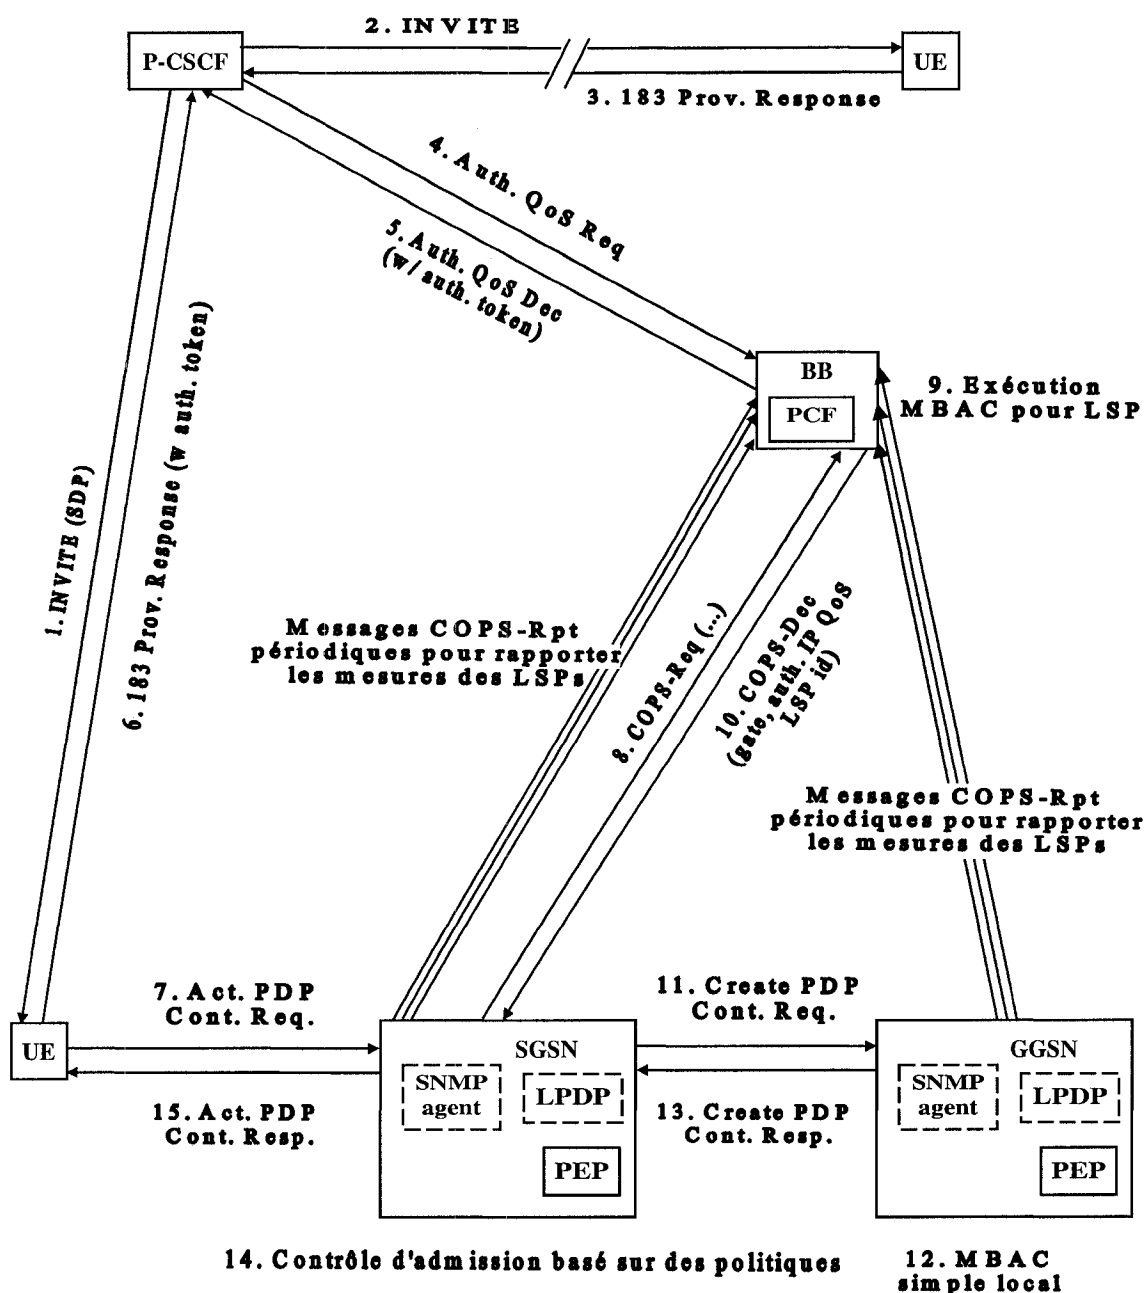 2. INVITE
P-CSCF
UE
3. 183 Prov. Response
4. Auth. QoS Req
5. Auth. QoS Dec
(w/ auth. token)
BB
PCF
9. Exécution
MBAC pour LSP
1. INVITE (SDP)
6. 183 Prov. Response (w auth. token)
Messages COPS-Rpt
périodiques pour rapporter
les mesures des LSPs
8. COPS-Req (...)
10. COPS-Dec
(gate, auth. IP QoS
LSP id)
Messages COPS-Rpt
périodiques pour rapporter
les mesures des LSPs
7. Act. PDP
Cont. Req.
11. Create PDP
Cont. Req.
UE
SGSN
SNMP
agent
LPDP
PEP
GGSN
SNMP
agent
LPDP
PEP
15. Act. PDP
Cont. Resp.
13. Create PDP
Cont. Resp.
14. Contrôle d'admission basé sur des politiques
12. MBAC
simple local